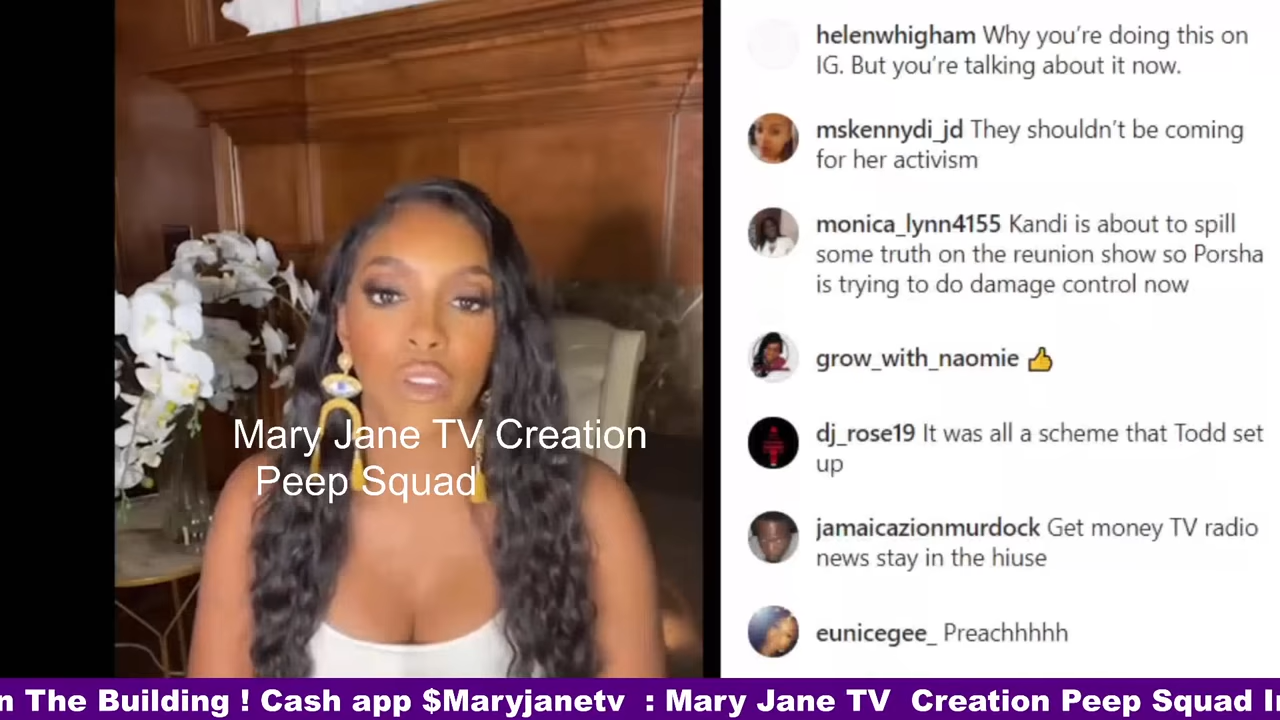 helenwhigham Why you're doing this on
IG. But you're talking about it now.
mskennydi_jd They shouldn't be coming
for her activism
monica_lynn4155 Kandi is about to spill
some truth on the reunion show so Porsha
is trying to do damage control now
grow_with_naomie 👍
dj_rose19 It was all a scheme that Todd set
up
jamaicazionmurdock Get money TV radio
news stay in the hiuse
eunicegee_ Preachhhhh
Mary Jane TV Creation
Peep Squad
n The Building ! Cash app $Maryjanetv : Mary Jane TV Creation Peep Squad I